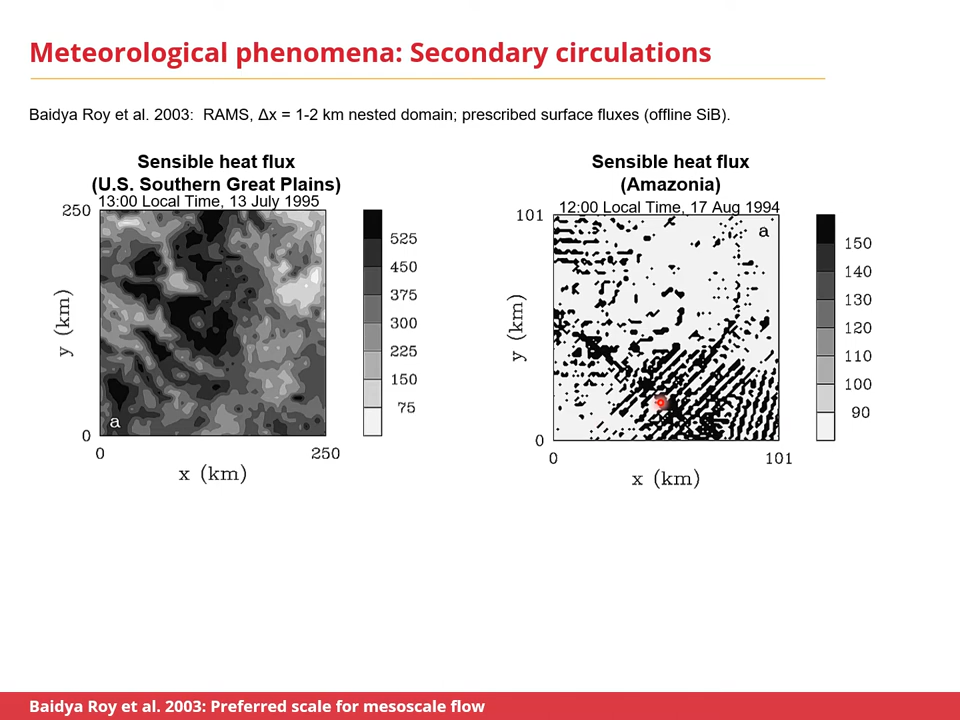 Meteorological phenomena: Secondary circulations
Baidya Roy et al. 2003:  RAMS, Δx = 1-2 km nested domain; prescribed surface fluxes (offline SiB).
Sensible heat flux
(U.S. Southern Great Plains)
13:00 Local Time, 13 July 1995
250
y (km)
0
a
0
250
x (km)
525
450
375
300
225
150
75
Sensible heat flux
(Amazonia)
12:00 Local Time, 17 Aug 1994
101
a
y (km)
0
0
101
x (km)
150
140
130
120
110
100
90
Baidya Roy et al. 2003: Preferred scale for mesoscale flow